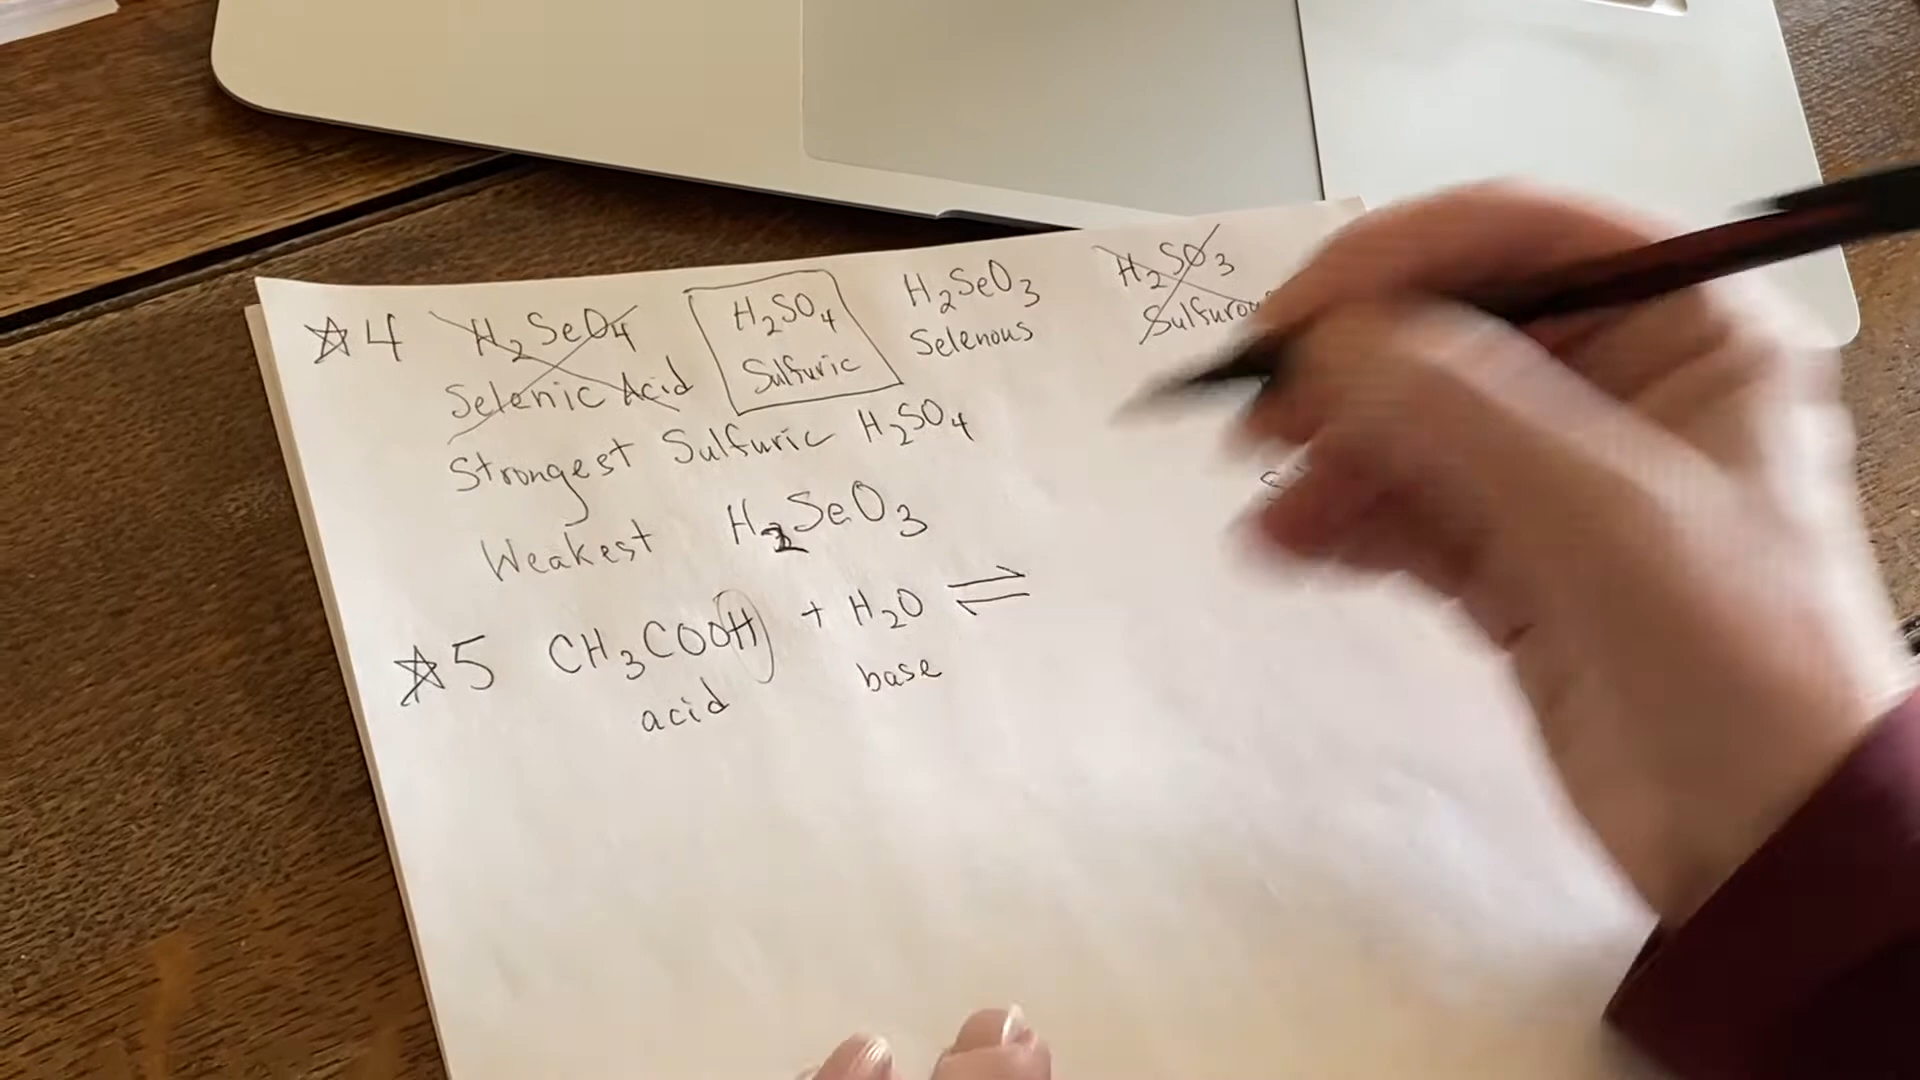 ☆4 H₂SeO₄ H₂SO₄ H₂SeO₃ H₂SO₃
Selenic Acid Sulfuric Selenous
Strongest Sulfuric H₂SO₄
Weakest H₂SeO₃
☆5 CH₃COOH + H₂O ⇌
acid base